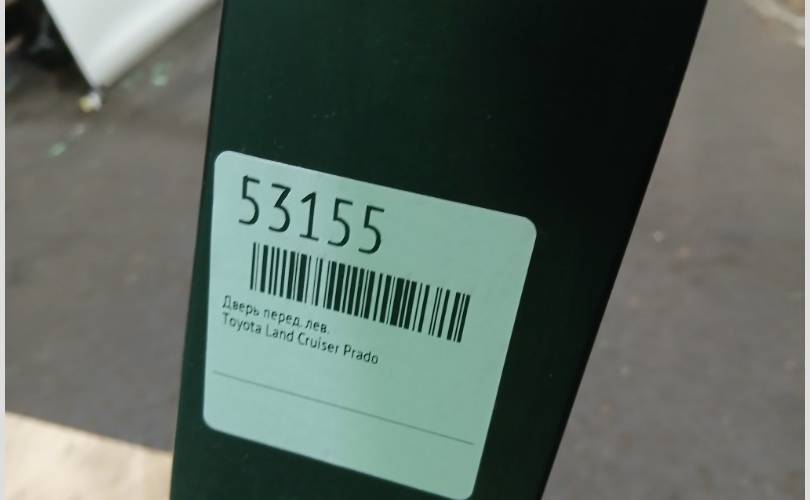 53155
Дверь перед. лев.
Toyota Land Cruiser Prado